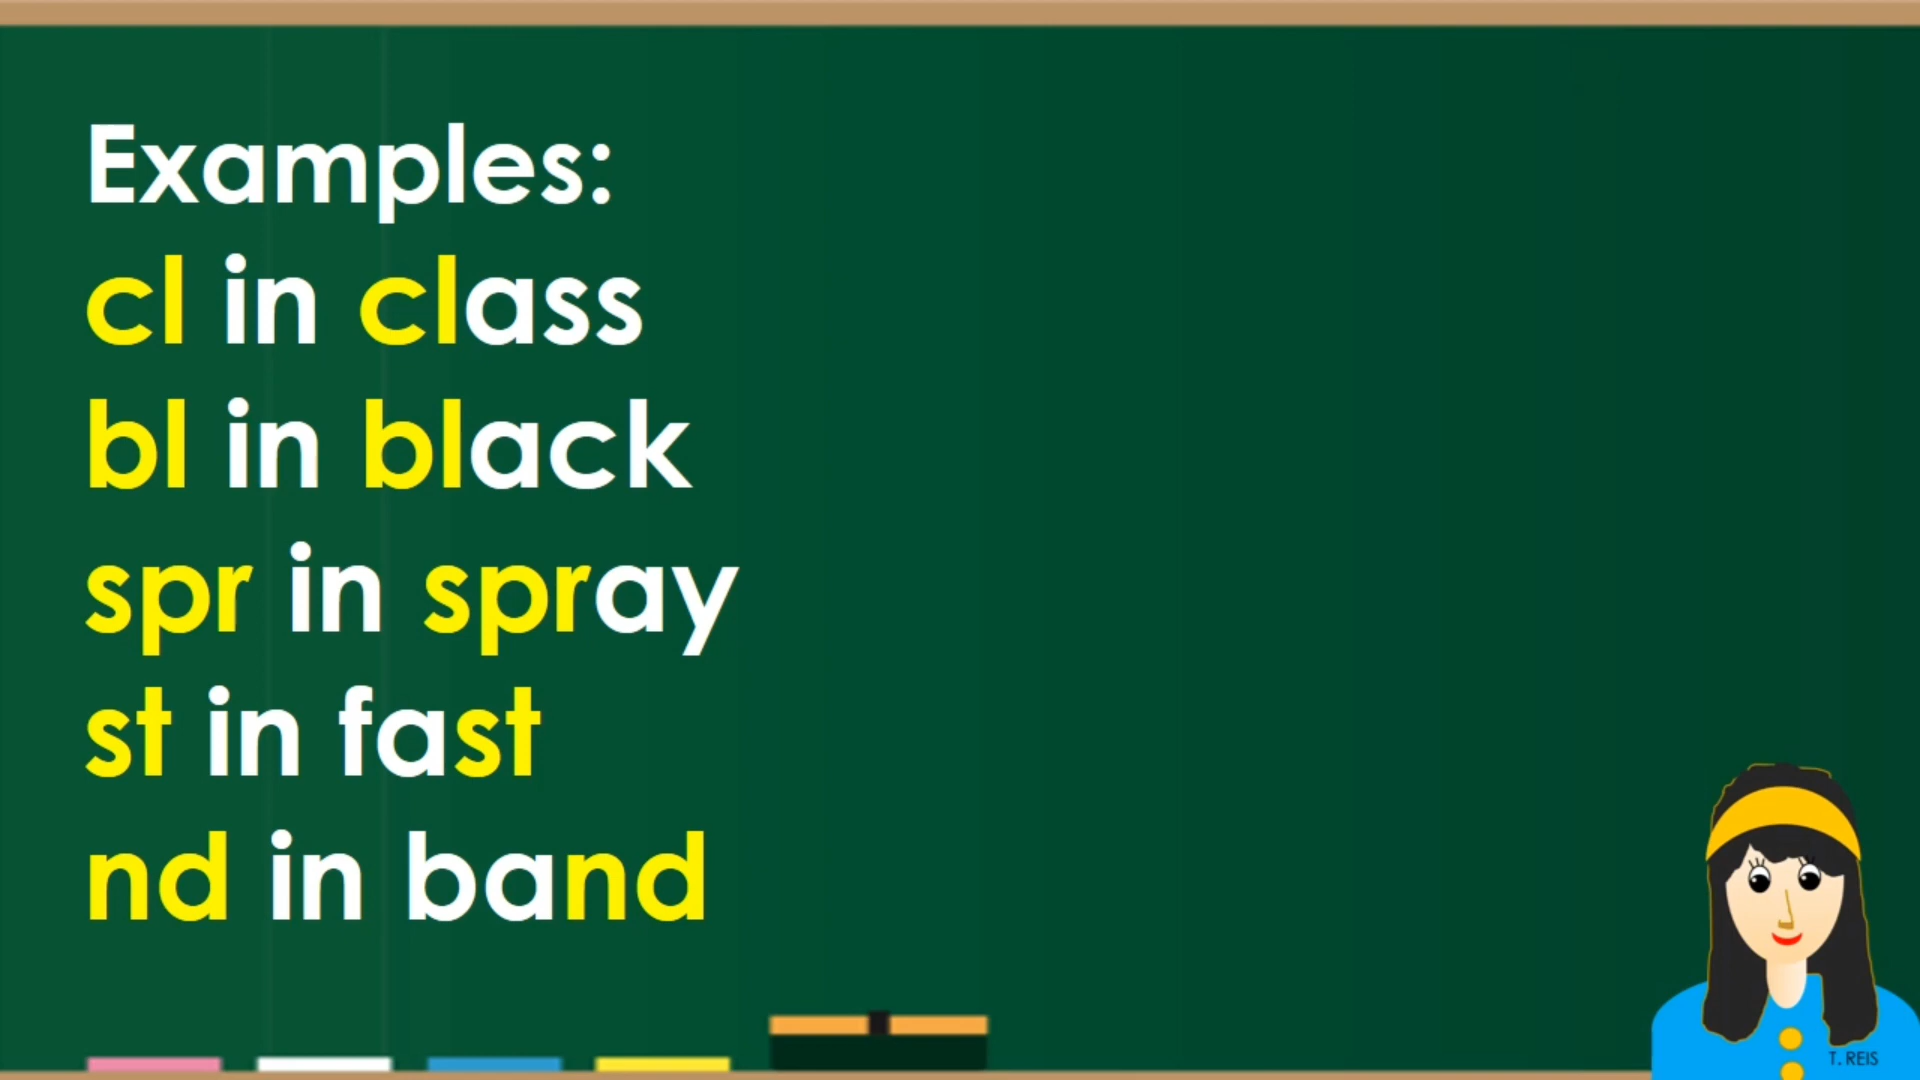 Examples:
cl in class
bl in black
spr in spray
st in fast
nd in band
T. REIS